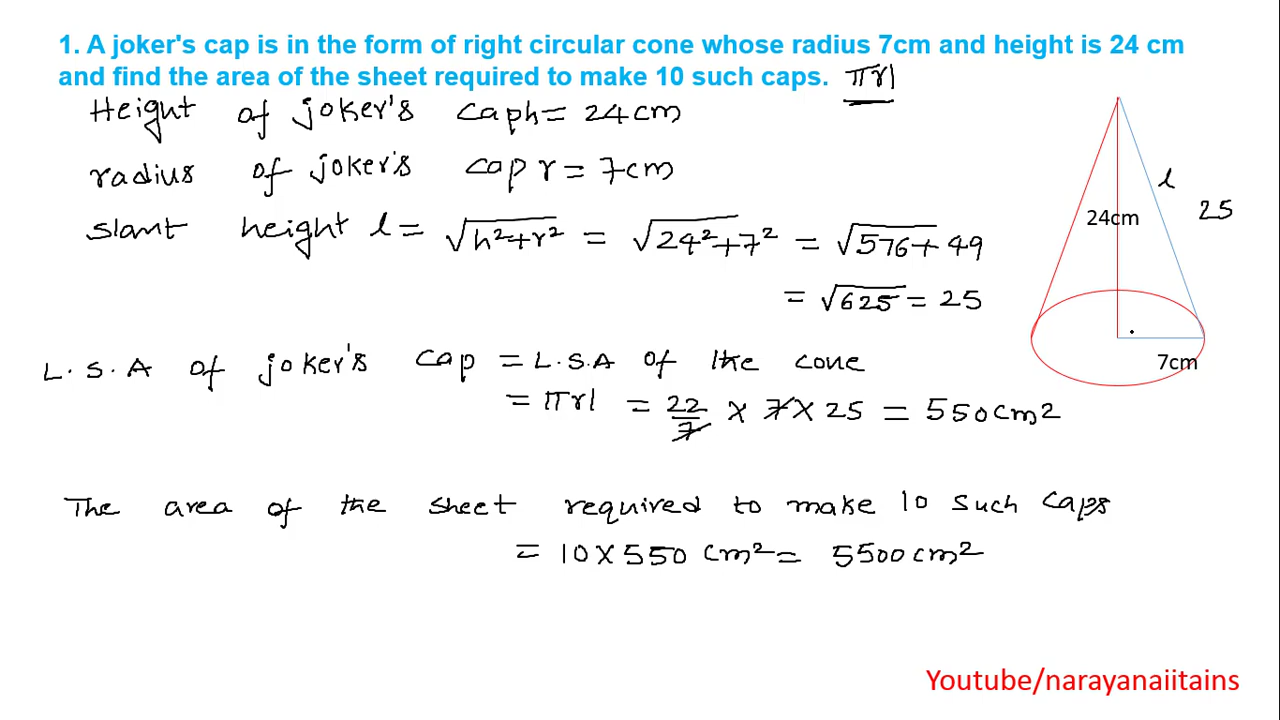 1. A joker's cap is in the form of right circular cone whose radius 7cm and height is 24 cm
and find the area of the sheet required to make 10 such caps. πrl
Height of joker's cap h = 24cm
radius of joker's cap r = 7cm
slant height l = √h²+r² = √24²+7² = √576+49
= √625 = 25
L.S.A of joker's cap = L.S.A of the cone
= πrl = 22/7 × 7 × 25 = 550cm2
The area of the sheet required to make 10 such caps
= 10×550 cm² = 5500cm²
l
25
24cm
7cm
Youtube/narayanaiitains